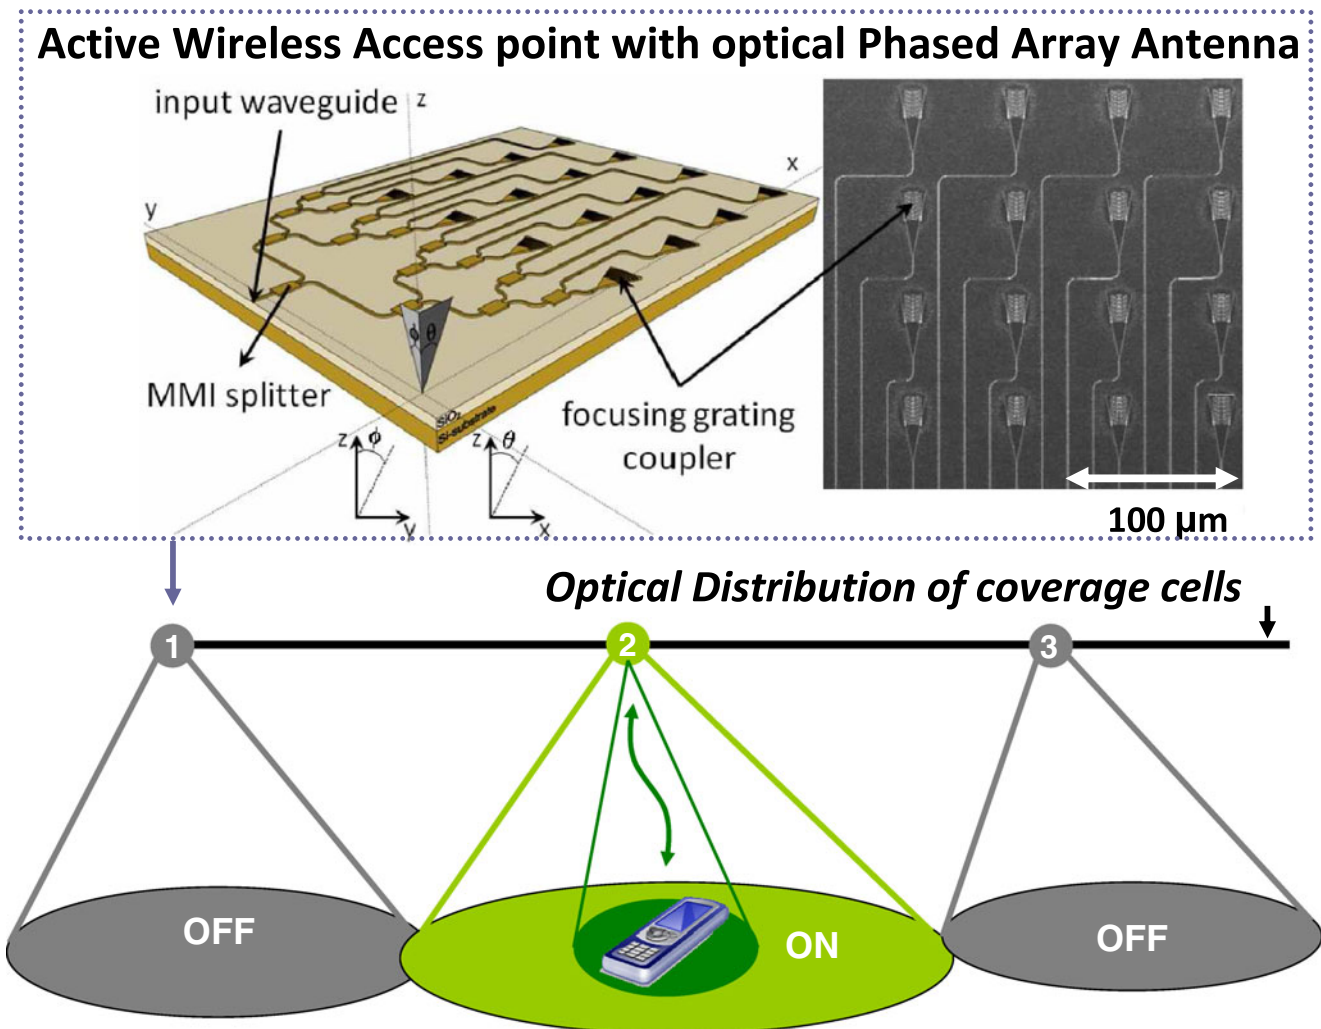 Active Wireless Access point with optical Phased Array Antenna
input waveguide
z
x
y
ϕ θ
MMI splitter
focusing grating
coupler
SiO₂
Si-substrate
z ϕ
y
z θ
x
100 µm
Optical Distribution of coverage cells
1
2
3
OFF
ON
OFF